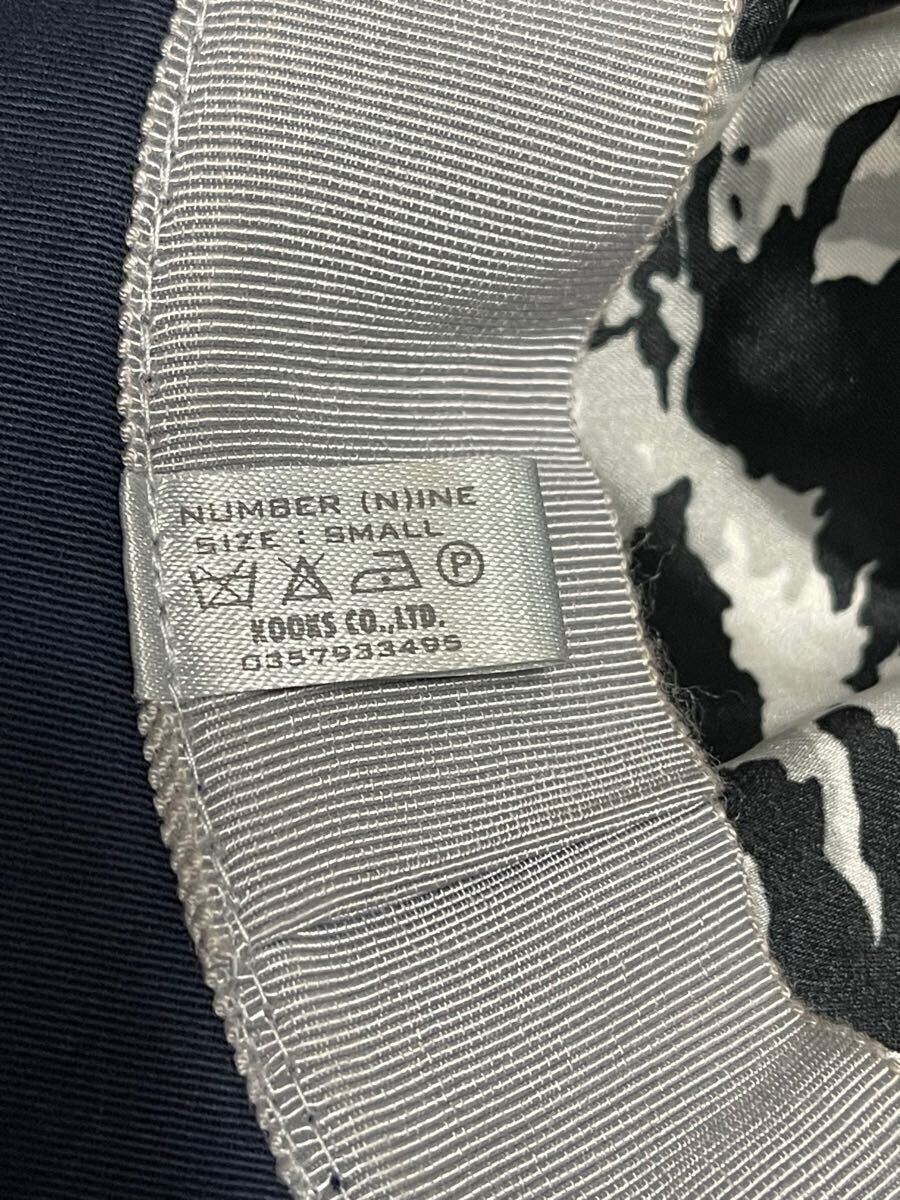 NUMBER (N)INE
SIZE : SMALL
P
KOOKS CO.,LTD.
0357933495